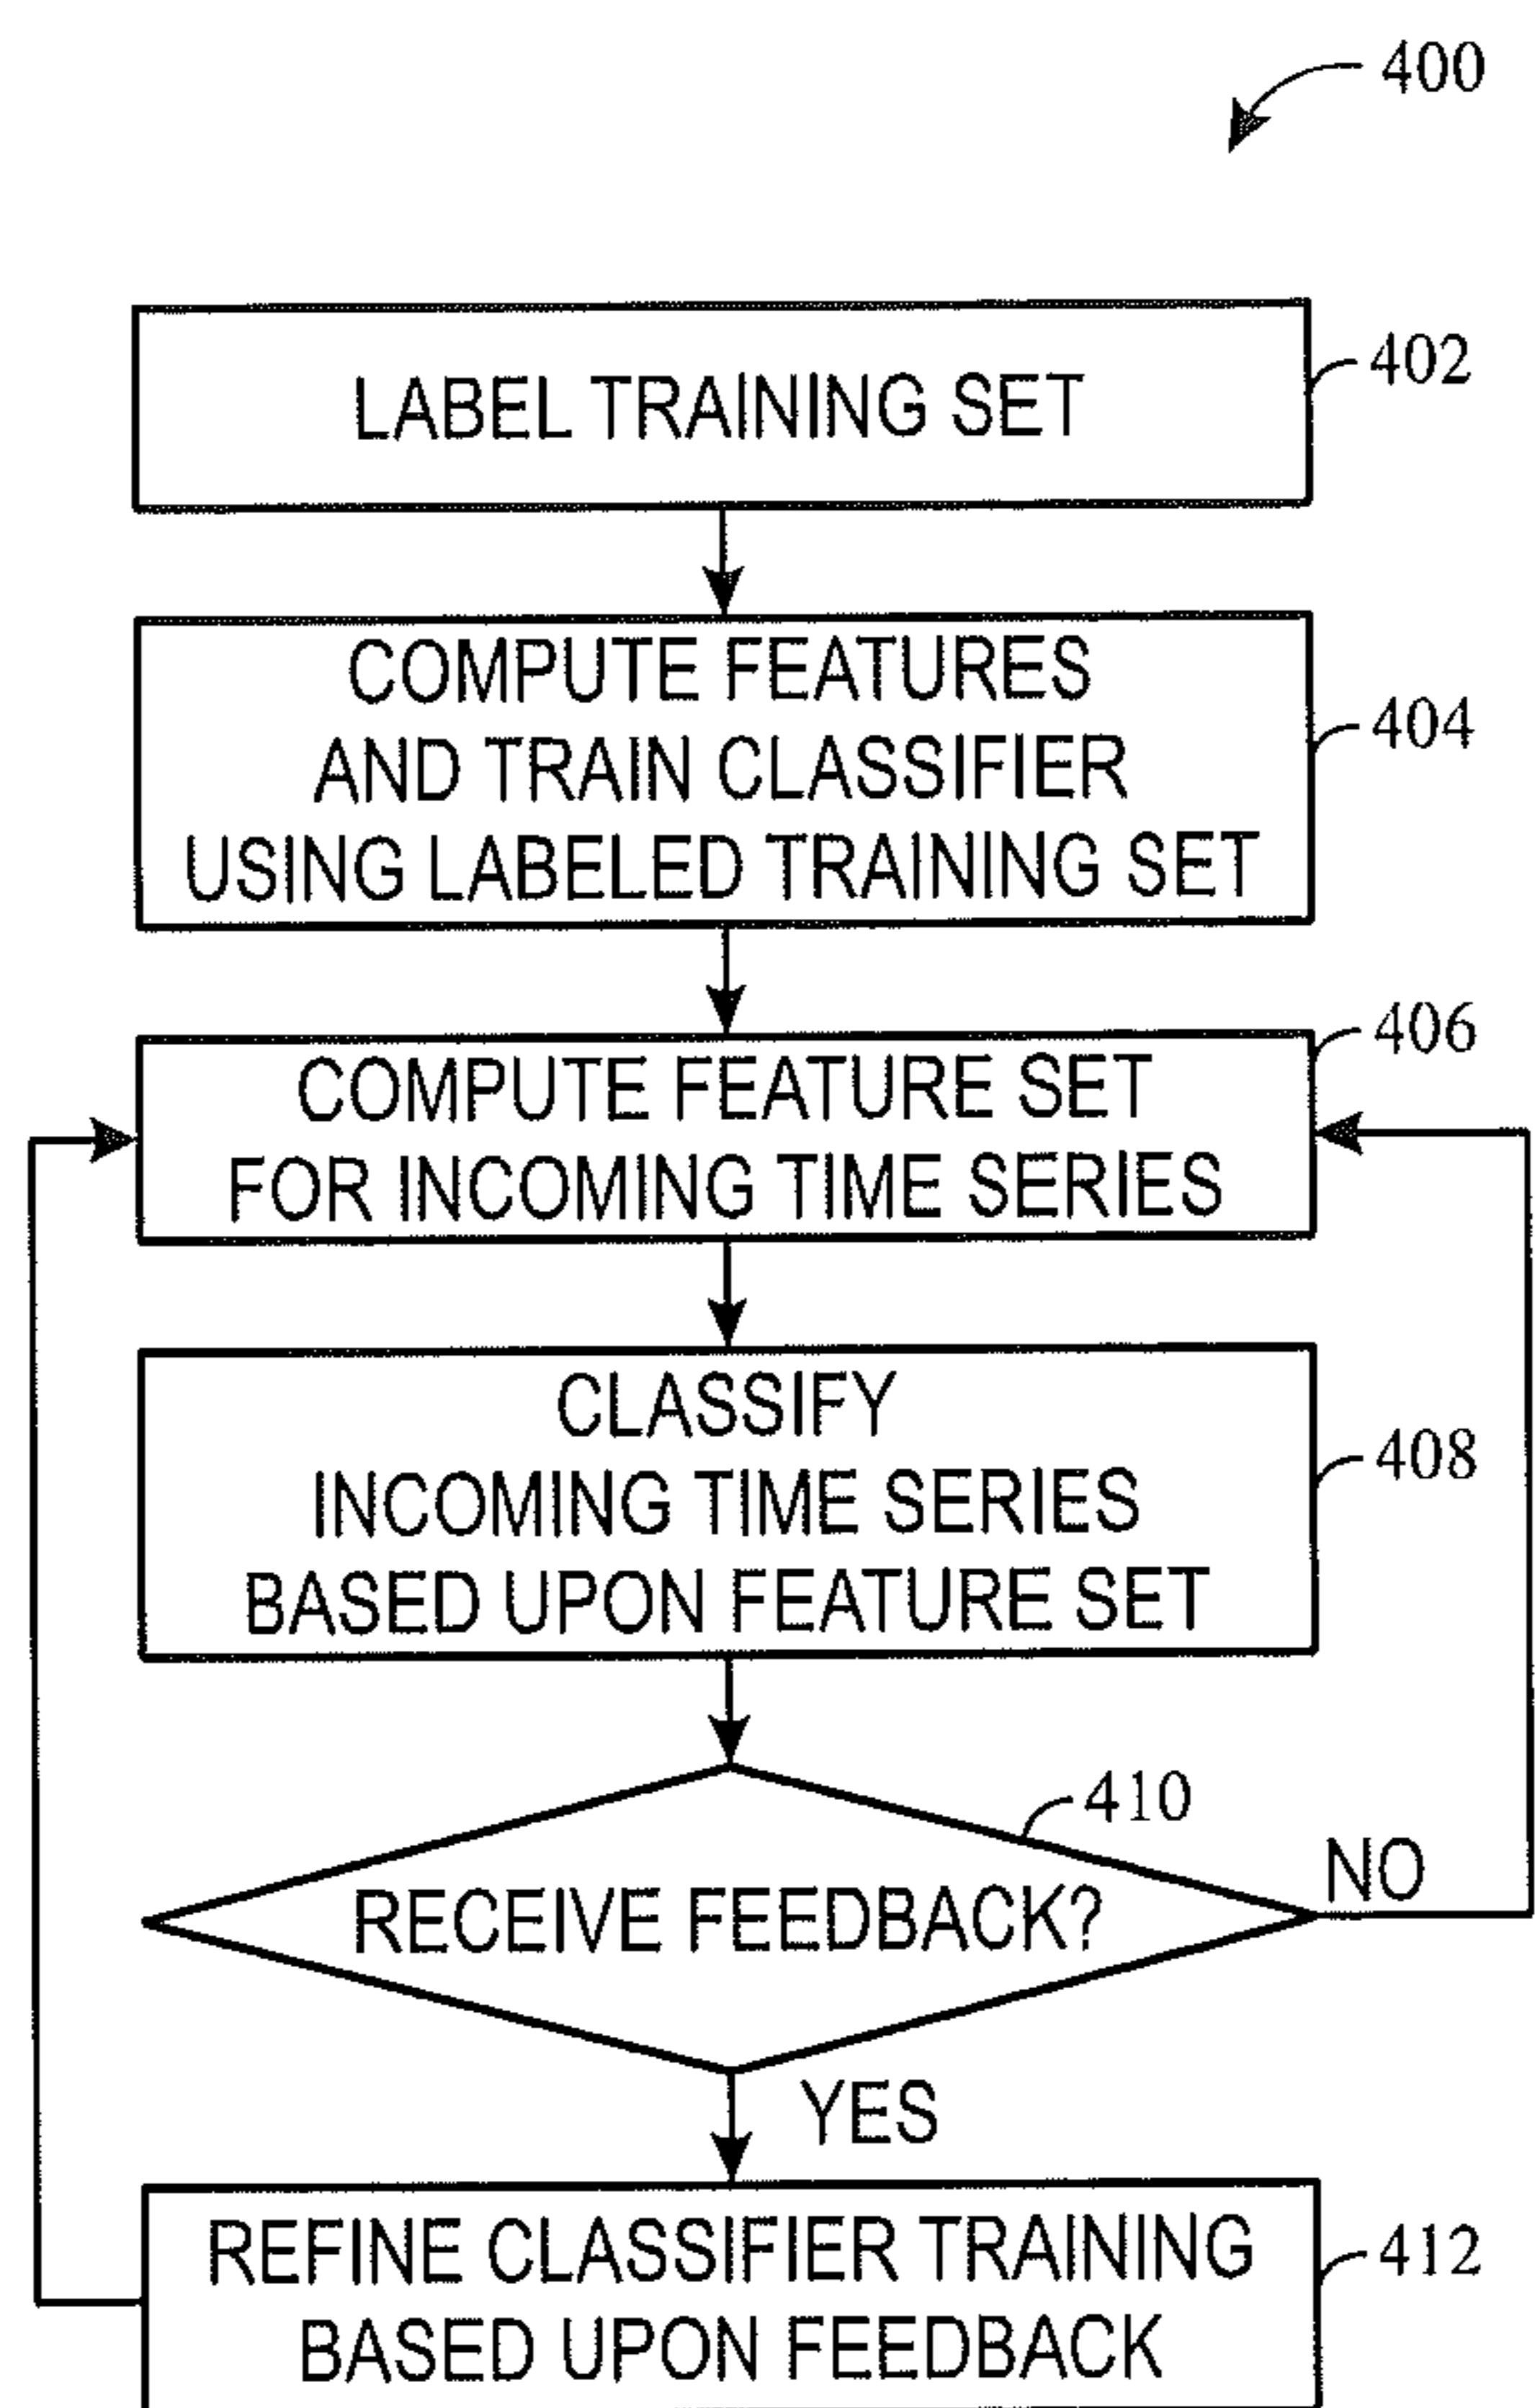 400
LABEL TRAINING SET
402
COMPUTE FEATURES
AND TRAIN CLASSIFIER
USING LABELED TRAINING SET
404
COMPUTE FEATURE SET
FOR INCOMING TIME SERIES
406
CLASSIFY
INCOMING TIME SERIES
BASED UPON FEATURE SET
408
RECEIVE FEEDBACK?
410
NO
YES
REFINE CLASSIFIER TRAINING
BASED UPON FEEDBACK
412